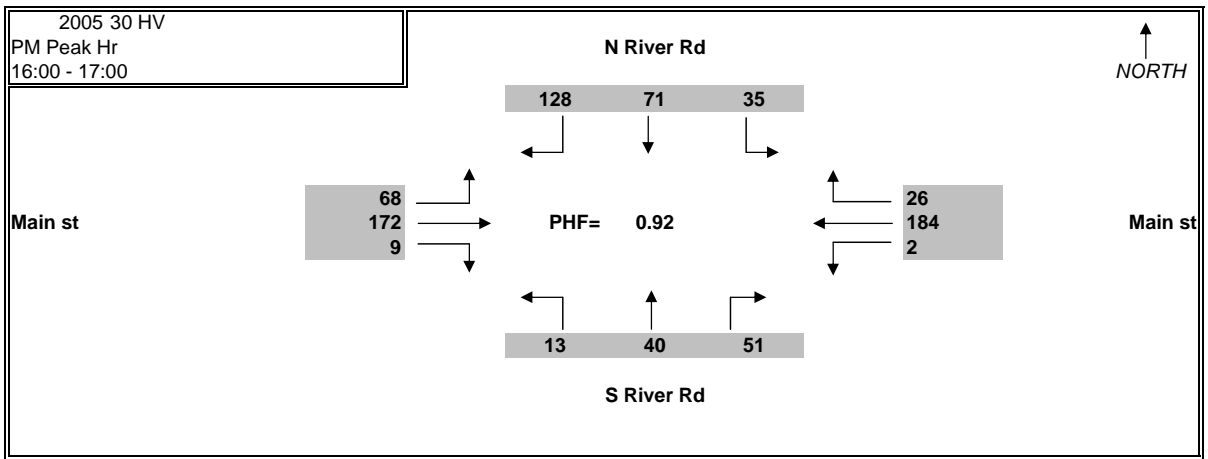 2005 30 HV
PM Peak Hr
16:00 - 17:00
N River Rd
NORTH
128 71 35
68 26
Main st 172 PHF= 0.92 184 Main st
9 2
13 40 51
S River Rd